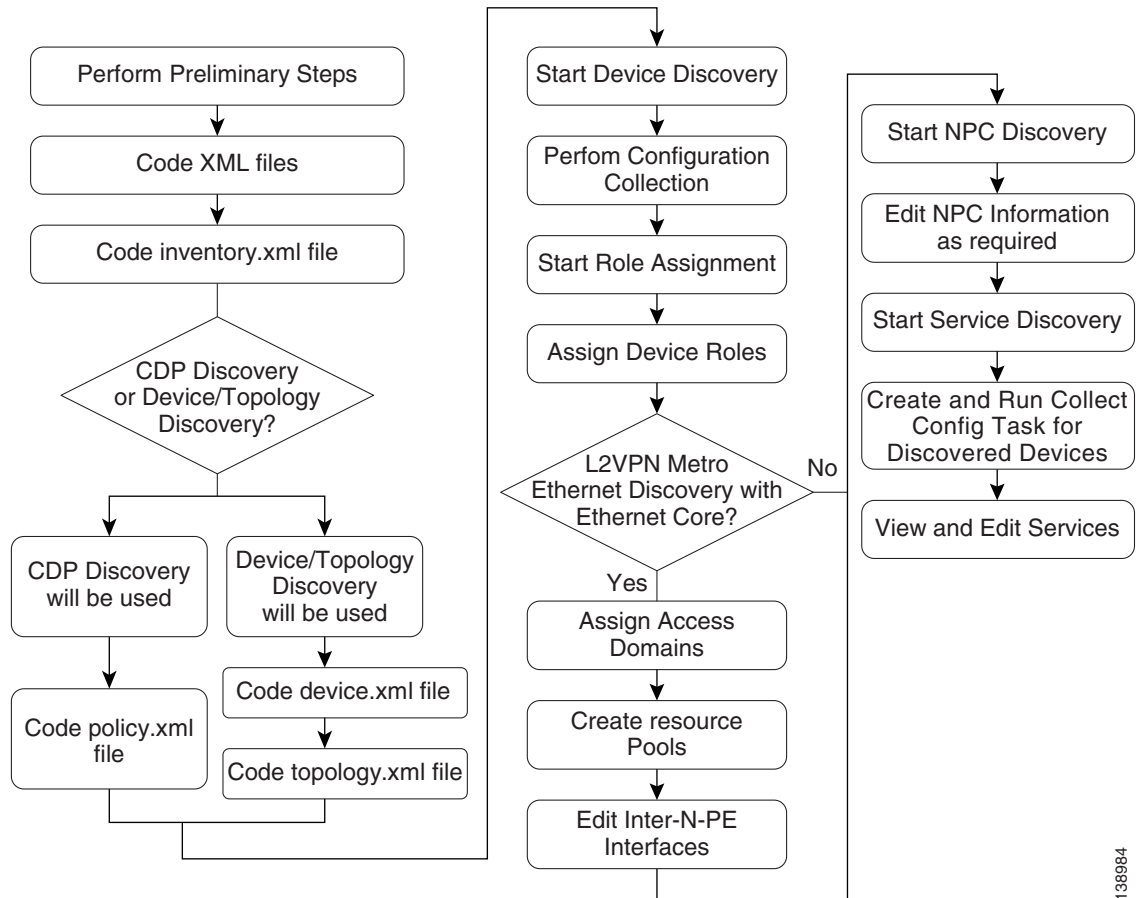 Perform Preliminary Steps
Code XML files
Code inventory.xml file
CDP Discovery
or Device/Topology
Discovery?
CDP Discovery
will be used
Device/Topology
Discovery
will be used
Code policy.xml
file
Code device.xml file
Code topology.xml file
Start Device Discovery
Perfom Configuration
Collection
Start Role Assignment
Assign Device Roles
L2VPN Metro
Ethernet Discovery with
Ethernet Core?
No
Yes
Assign Access
Domains
Create resource
Pools
Edit Inter-N-PE
Interfaces
Start NPC Discovery
Edit NPC Information
as required
Start Service Discovery
Create and Run Collect
Config Task for
Discovered Devices
View and Edit Services
138984